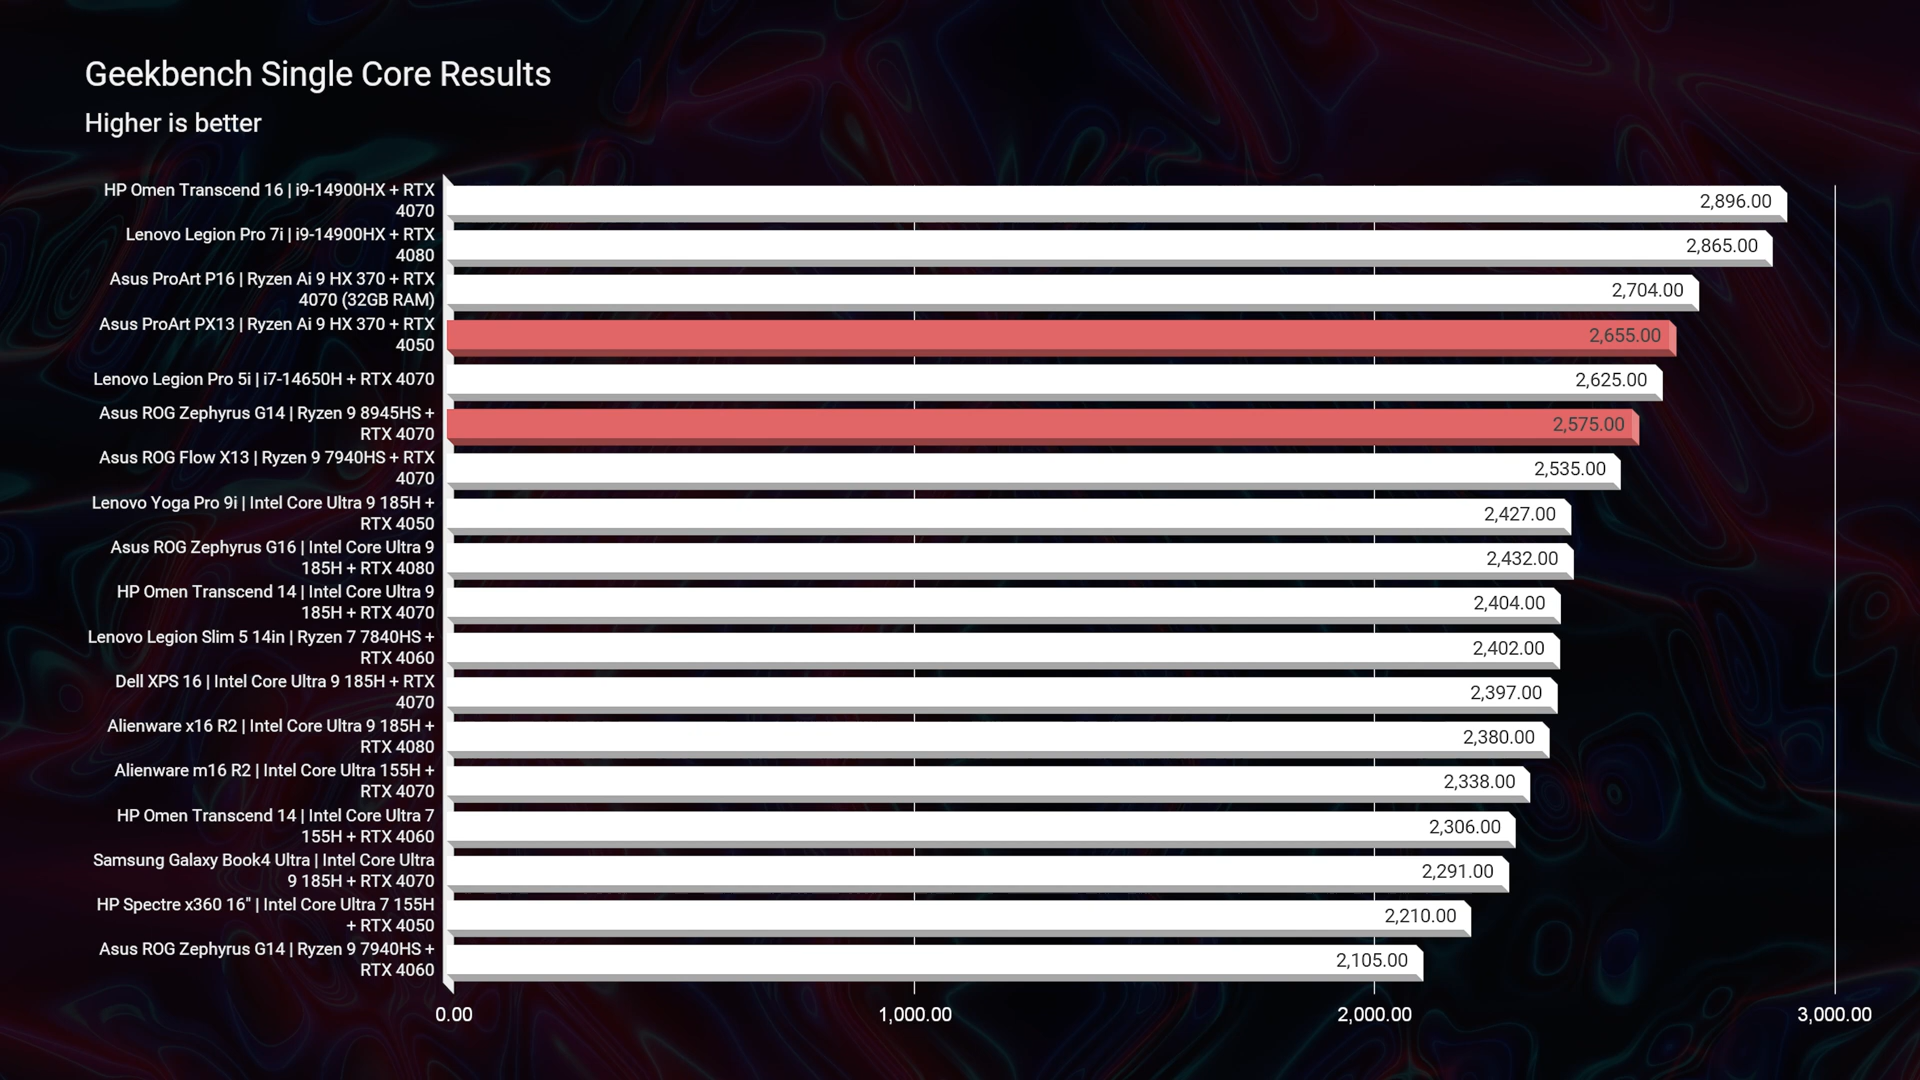 Geekbench Single Core Results
Higher is better
HP Omen Transcend 16 | i9-14900HX + RTX
4070
2,896.00
Lenovo Legion Pro 7i | i9-14900HX + RTX
4080
2,865.00
Asus ProArt P16 | Ryzen Ai 9 HX 370 + RTX
4070 (32GB RAM)
2,704.00
Asus ProArt PX13 | Ryzen Ai 9 HX 370 + RTX
4050
2,655.00
Lenovo Legion Pro 5i | i7-14650H + RTX 4070
2,625.00
Asus ROG Zephyrus G14 | Ryzen 9 8945HS +
RTX 4070
2,575.00
Asus ROG Flow X13 | Ryzen 9 7940HS + RTX
4070
2,535.00
Lenovo Yoga Pro 9i | Intel Core Ultra 9 185H +
RTX 4050
2,427.00
Asus ROG Zephyrus G16 | Intel Core Ultra 9
185H + RTX 4080
2,432.00
HP Omen Transcend 14 | Intel Core Ultra 9
185H + RTX 4070
2,404.00
Lenovo Legion Slim 5 14in | Ryzen 7 7840HS +
RTX 4060
2,402.00
Dell XPS 16 | Intel Core Ultra 9 185H + RTX
4070
2,397.00
Alienware x16 R2 | Intel Core Ultra 9 185H +
RTX 4080
2,380.00
Alienware m16 R2 | Intel Core Ultra 155H +
RTX 4070
2,338.00
HP Omen Transcend 14 | Intel Core Ultra 7
155H + RTX 4060
2,306.00
Samsung Galaxy Book4 Ultra | Intel Core Ultra
9 185H + RTX 4070
2,291.00
HP Spectre x360 16" | Intel Core Ultra 7 155H
+ RTX 4050
2,210.00
Asus ROG Zephyrus G14 | Ryzen 9 7940HS +
RTX 4060
2,105.00
0.00
1,000.00
2,000.00
3,000.00